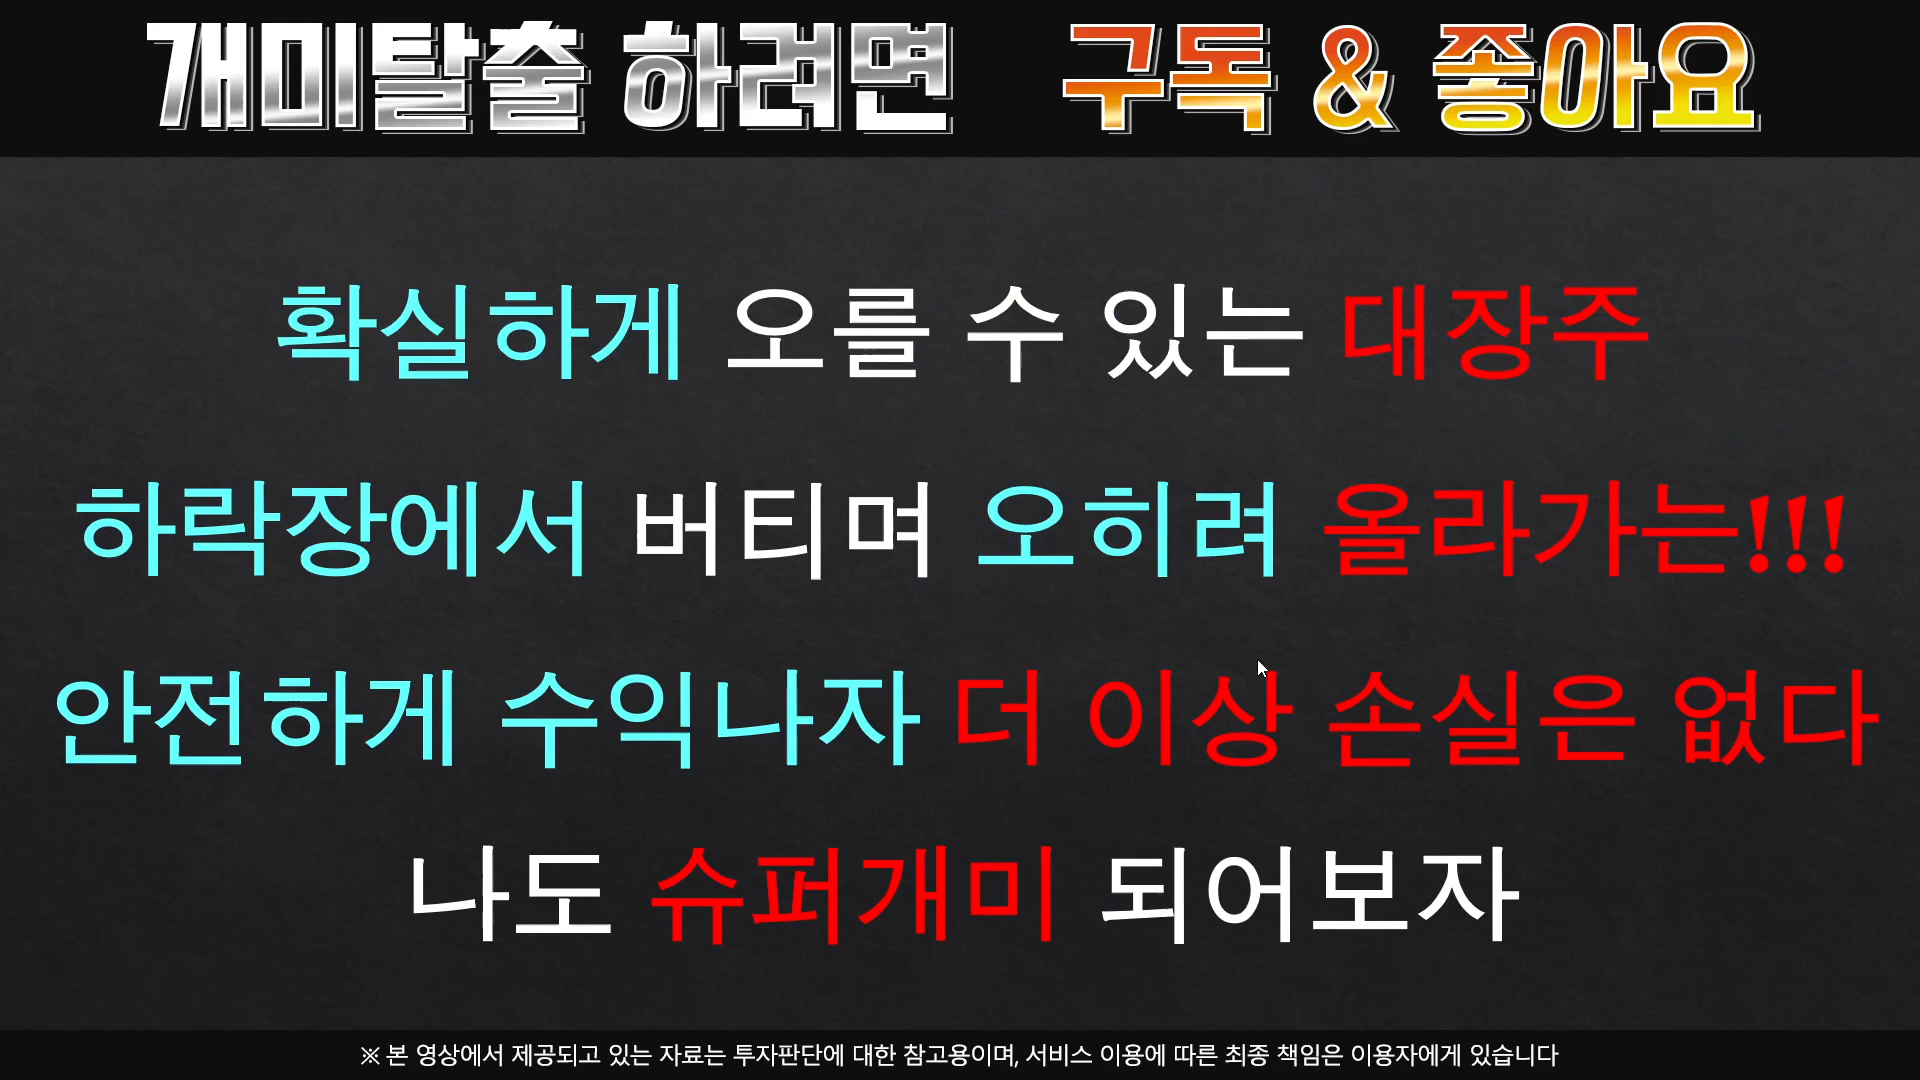 개미탈출 하려면 구독 & 좋아요
확실하게 오를 수 있는 대장주
하락장에서 버티며 오히려 올라가는!!!
안전하게 수익나자 더 이상 손실은 없다
나도 슈퍼개미 되어보자
※ 본 영상에서 제공되고 있는 자료는 투자판단에 대한 참고용이며, 서비스 이용에 따른 최종 책임은 이용자에게 있습니다